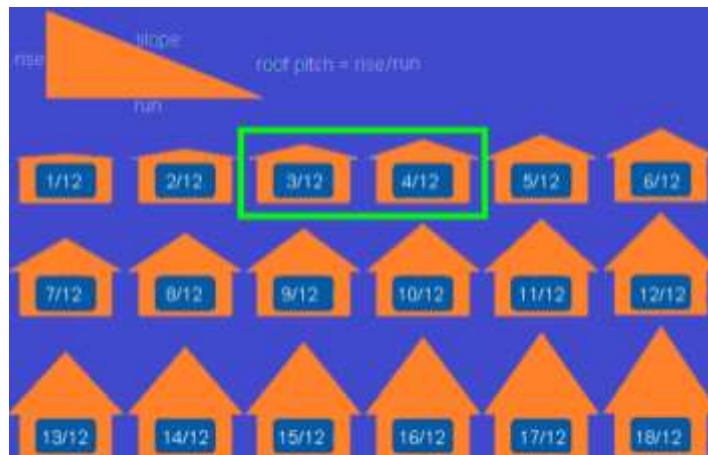 slope
rise
roof pitch = rise/run
run
1/12 2/12 3/12 4/12 5/12 6/12
7/12 8/12 9/12 10/12 11/12 12/12
13/12 14/12 15/12 16/12 17/12 18/12